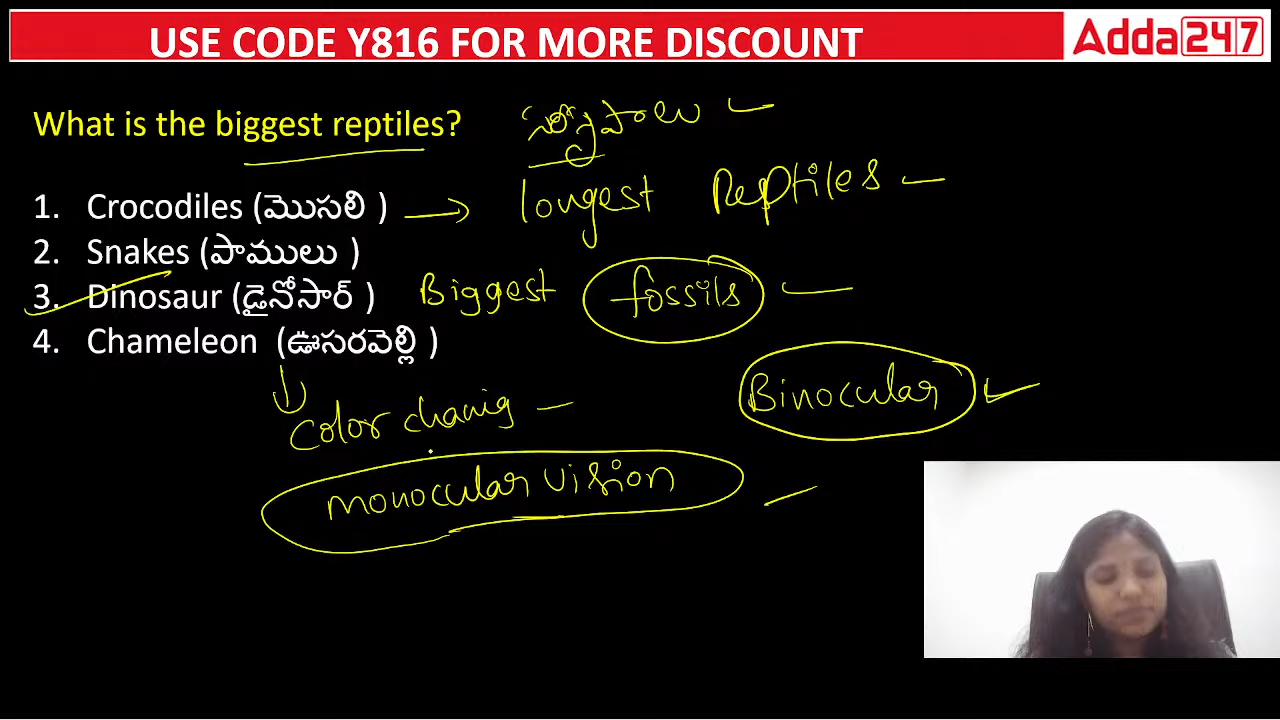 USE CODE Y816 FOR MORE DISCOUNT
Adda247
What is the biggest reptiles?
1. Crocodiles (మొసలి ) longest Reptiles
2. Snakes (పాములు )
3. Dinosaur (డైనోసార్ ) Biggest fossils
4. Chameleon (ఊసరవెల్లి )
Binocular
Color chanig
monocular vision